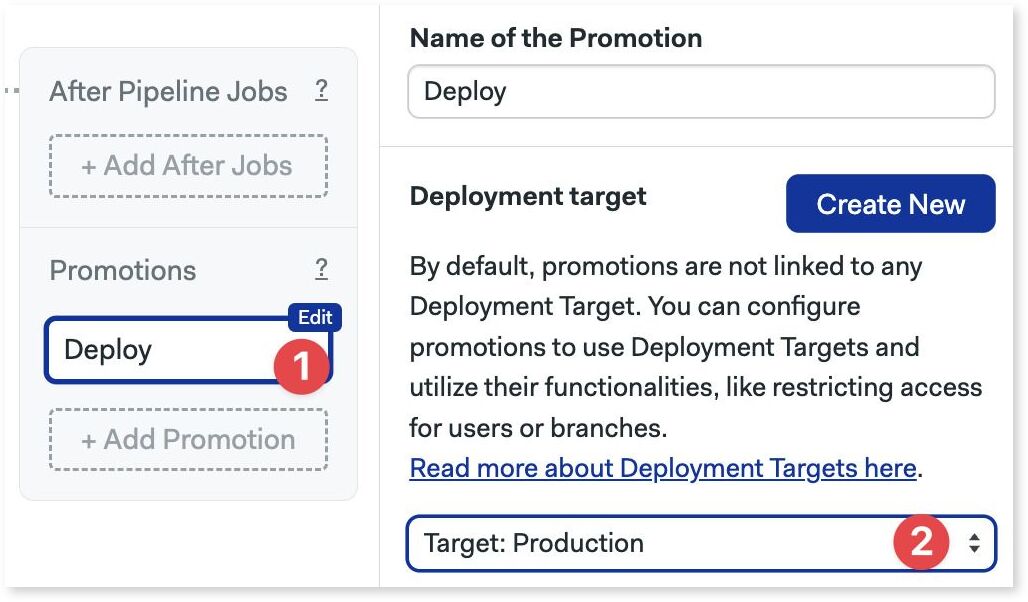 After Pipeline Jobs ?
+ Add After Jobs
Promotions ?
Edit
Deploy
1
+ Add Promotion
Name of the Promotion
Deploy
Deployment target
Create New
By default, promotions are not linked to any
Deployment Target. You can configure
promotions to use Deployment Targets and
utilize their functionalities, like restricting access
for users or branches.
Read more about Deployment Targets here.
Target: Production
2